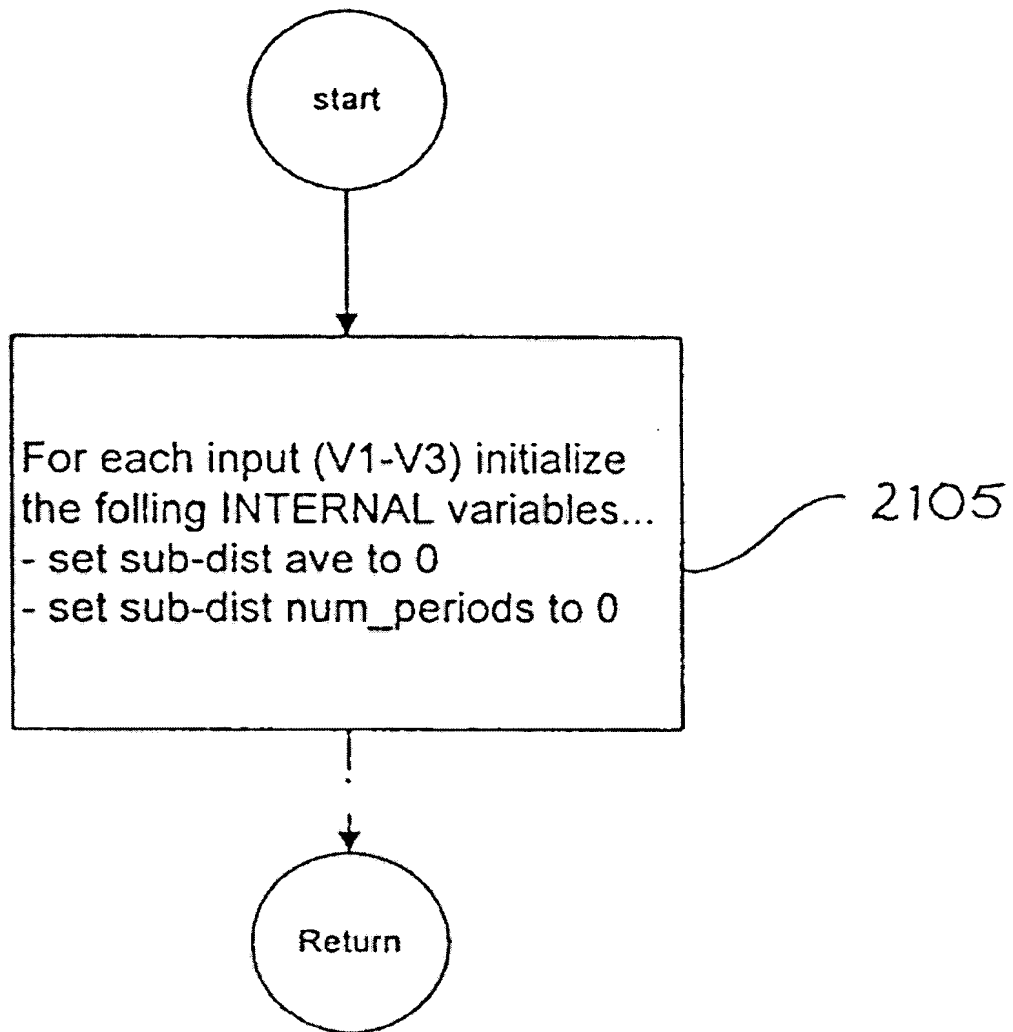 start
For each input (V1-V3) initialize
the folling INTERNAL variables...
- set sub-dist ave to 0
- set sub-dist num_periods to 0
2105
Return